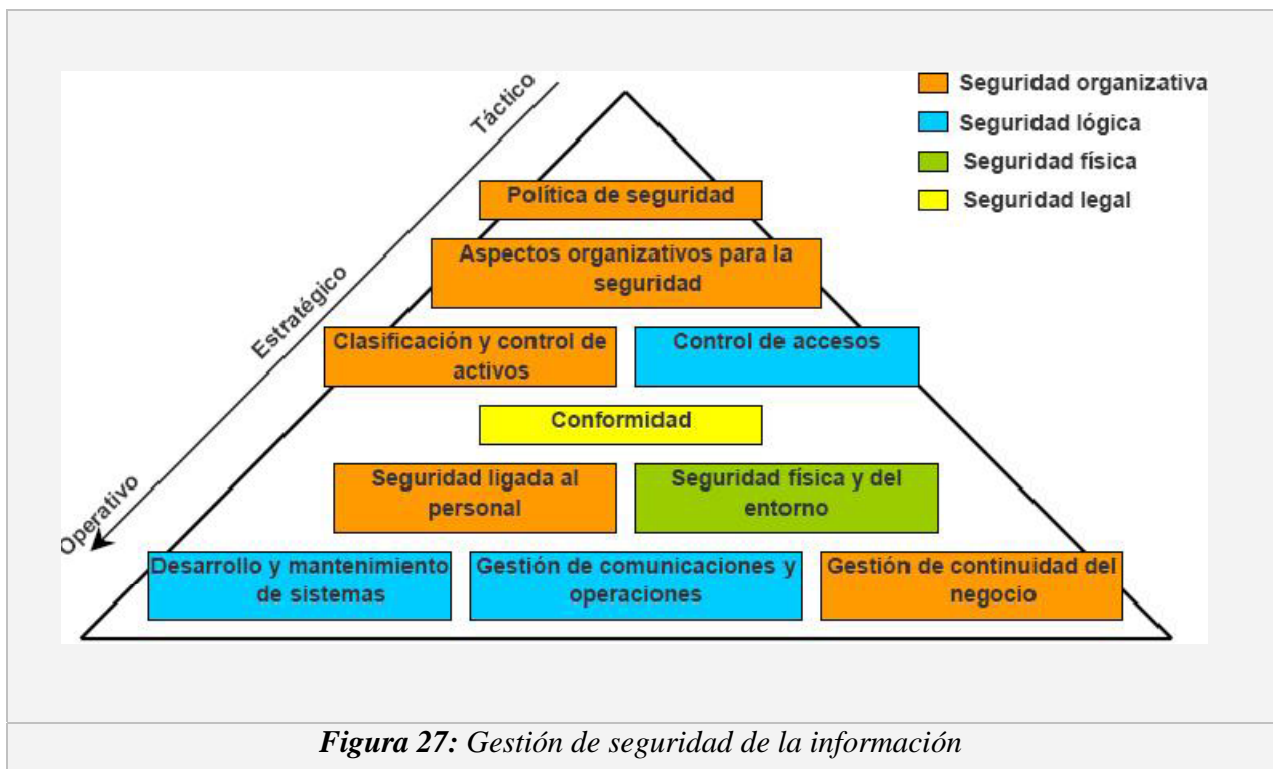 Táctico
Estratégico
Operativo
Seguridad organizativa
Seguridad lógica
Seguridad física
Seguridad legal
Política de seguridad
Aspectos organizativos para la
seguridad
Clasificación y control de
activos
Control de accesos
Conformidad
Seguridad ligada al
personal
Seguridad física y del
entorno
Desarrollo y mantenimiento
de sistemas
Gestión de comunicaciones y
operaciones
Gestión de continuidad del
negocio
Figura 27: Gestión de seguridad de la información